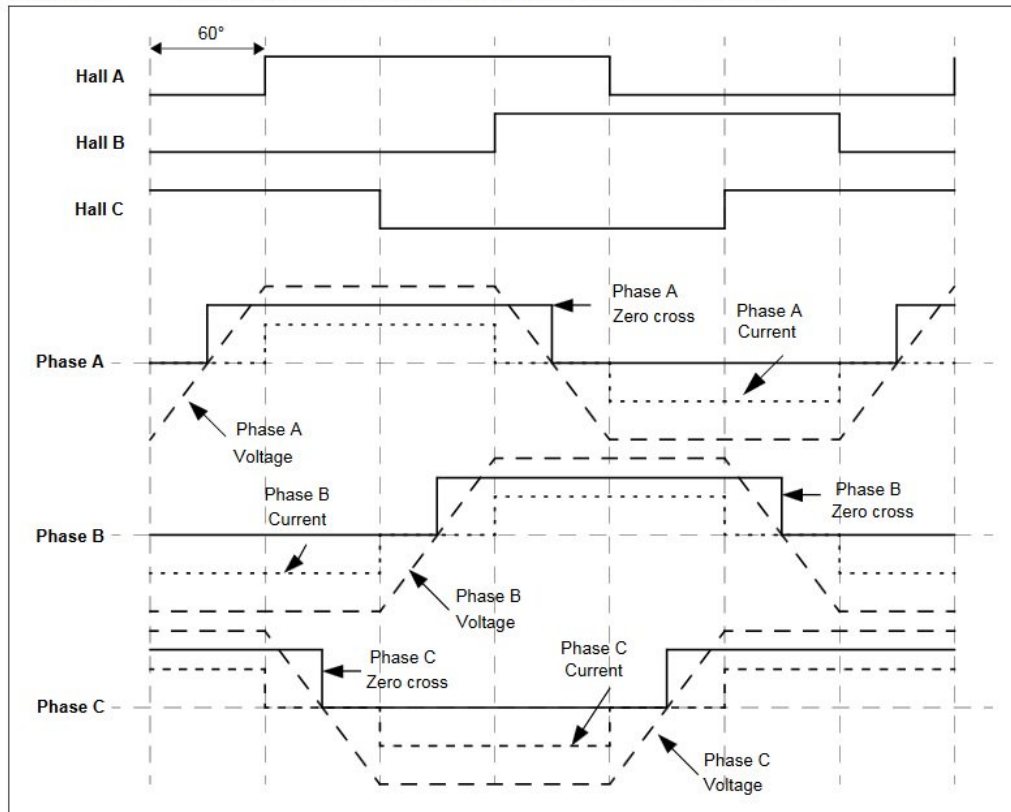 60°
Hall A
Hall B
Hall C
Phase A
Zero cross
Phase A
Current
Phase A
Phase A
Voltage
Phase B
Current
Phase B
Zero cross
Phase B
Phase B
Voltage
Phase C
Zero cross
Phase C
Current
Phase C
Phase C
Voltage